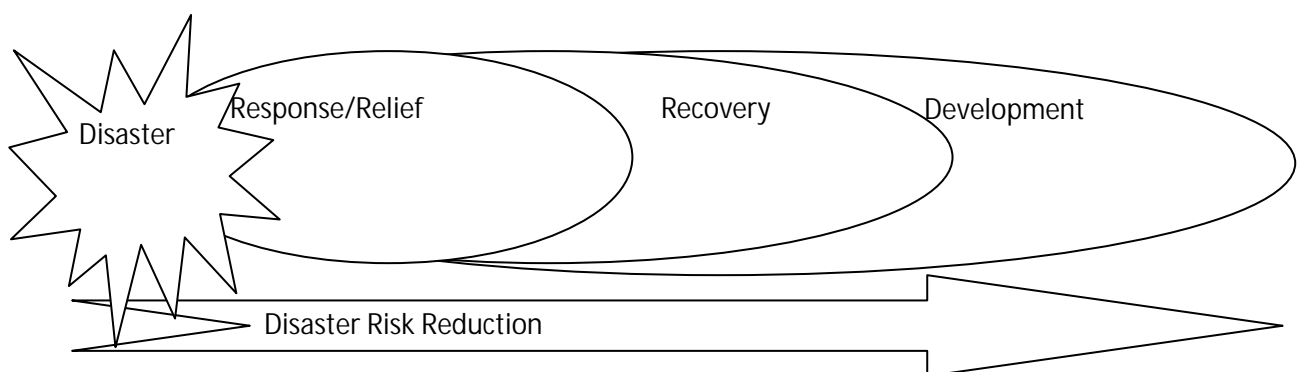 Disaster
Response/Relief
Recovery
Development
Disaster Risk Reduction